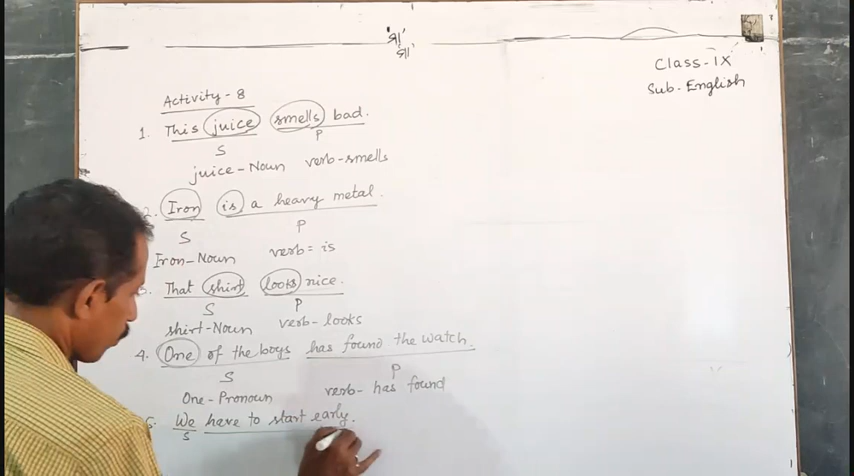 'ग्रा'
ग्रा'
Class-IX
Sub. English
Activity - 8
1. This juice smells bad.
S P
juice - Noun verb - smells
2. Iron is a heavy metal.
S P
Iron - Noun verb = is
That shirt looks nice.
S P
shirt - Noun verb - looks
4. One of the boys has found the watch.
S P
One - Pronoun verb - has found
5. We have to start early.
S